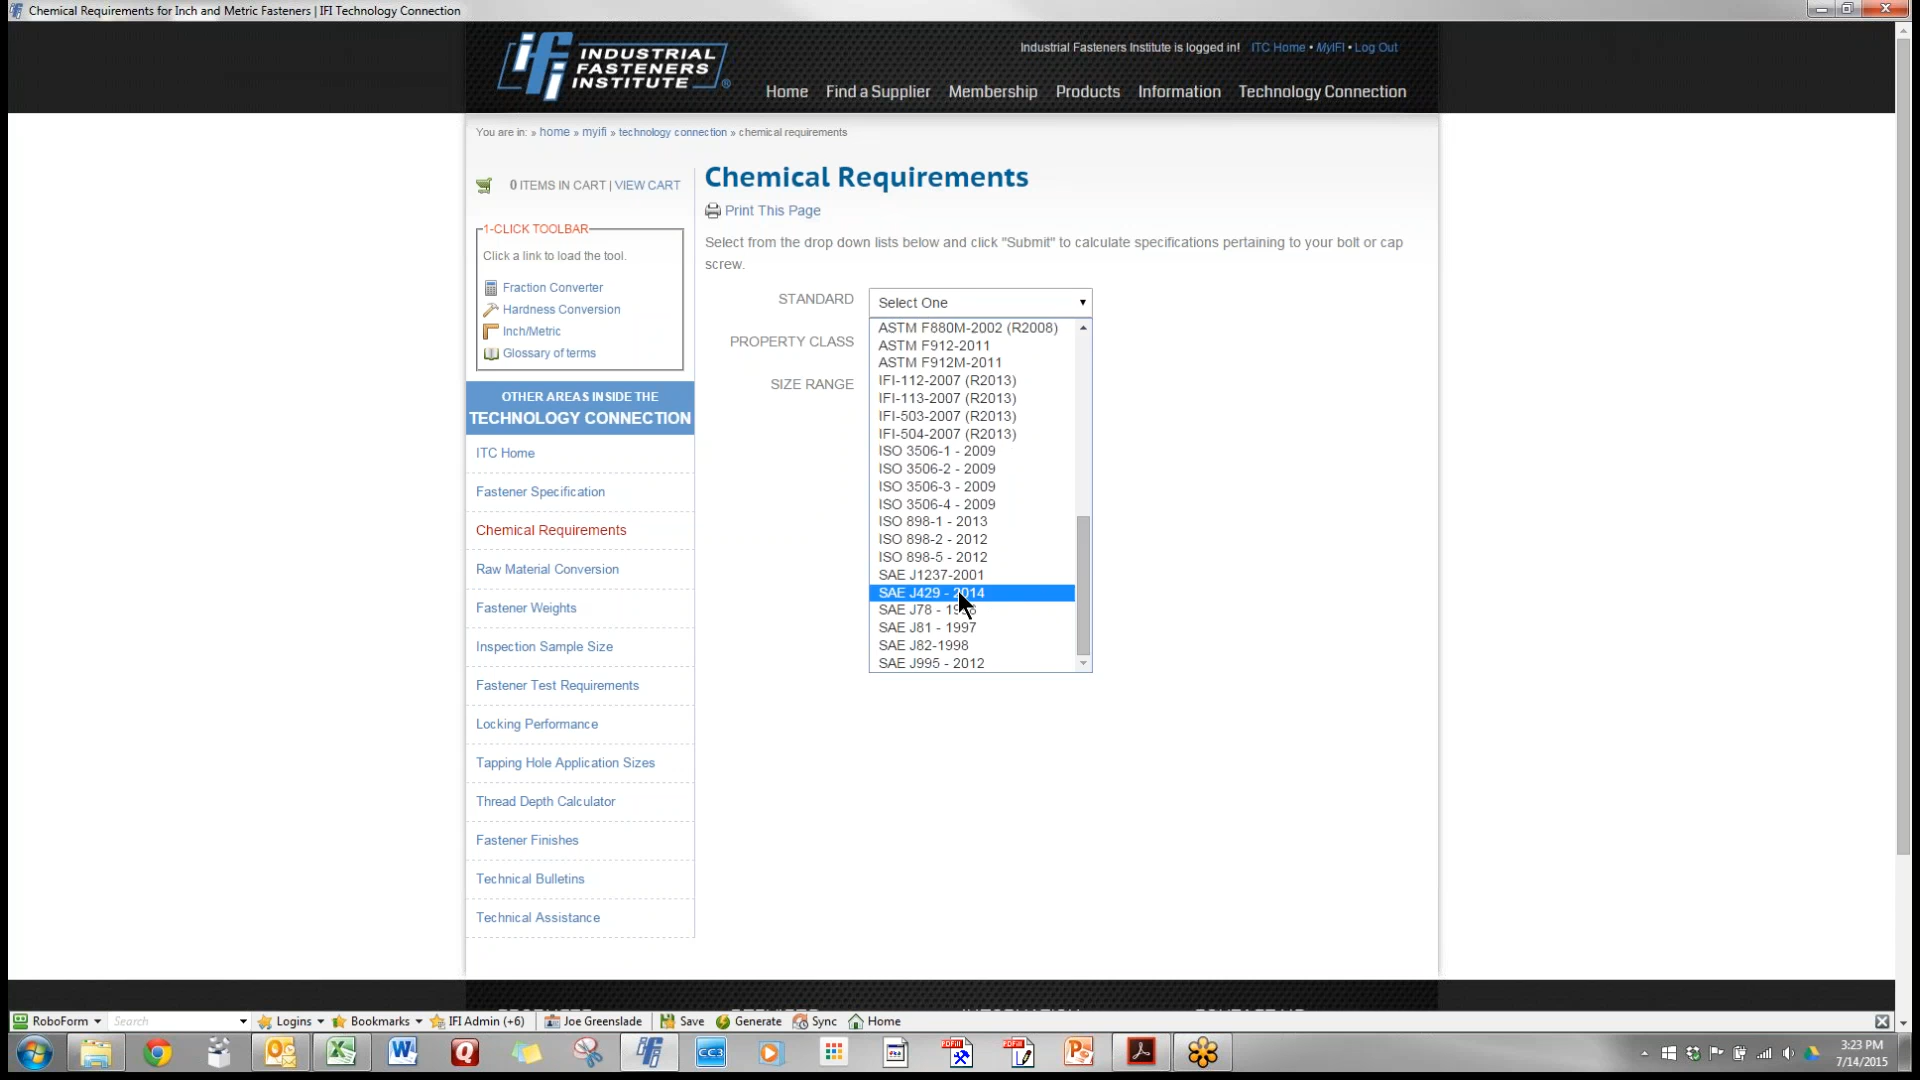 Chemical Requirements for Inch and Metric Fasteners | IFI Technology Connection
ifi INDUSTRIAL FASTENERS INSTITUTE ®
Industrial Fasteners Institute is logged in! ITC Home • MyIFI • Log Out
Home Find a Supplier Membership Products Information Technology Connection
You are in: » home » myifi » technology connection » chemical requirements
0 ITEMS IN CART | VIEW CART
1-CLICK TOOLBAR
Click a link to load the tool.
Fraction Converter
Hardness Conversion
Inch/Metric
Glossary of terms
OTHER AREAS INSIDE THE
TECHNOLOGY CONNECTION
ITC Home
Fastener Specification
Chemical Requirements
Raw Material Conversion
Fastener Weights
Inspection Sample Size
Fastener Test Requirements
Locking Performance
Tapping Hole Application Sizes
Thread Depth Calculator
Fastener Finishes
Technical Bulletins
Technical Assistance
Chemical Requirements
Print This Page
Select from the drop down lists below and click "Submit" to calculate specifications pertaining to your bolt or cap
screw.
STANDARD Select One
PROPERTY CLASS
SIZE RANGE
ASTM F880M-2002 (R2008)
ASTM F912-2011
ASTM F912M-2011
IFI-112-2007 (R2013)
IFI-113-2007 (R2013)
IFI-503-2007 (R2013)
IFI-504-2007 (R2013)
ISO 3506-1 - 2009
ISO 3506-2 - 2009
ISO 3506-3 - 2009
ISO 3506-4 - 2009
ISO 898-1 - 2013
ISO 898-2 - 2012
ISO 898-5 - 2012
SAE J1237-2001
SAE J429 - 2014
SAE J78 -
SAE J81 - 1997
SAE J82-1998
SAE J995 - 2012
RoboForm Search Logins Bookmarks IFI Admin (+6) Joe Greenslade Save Generate Sync Home
CC3
PDFill
PDFill
3:23 PM
7/14/2015